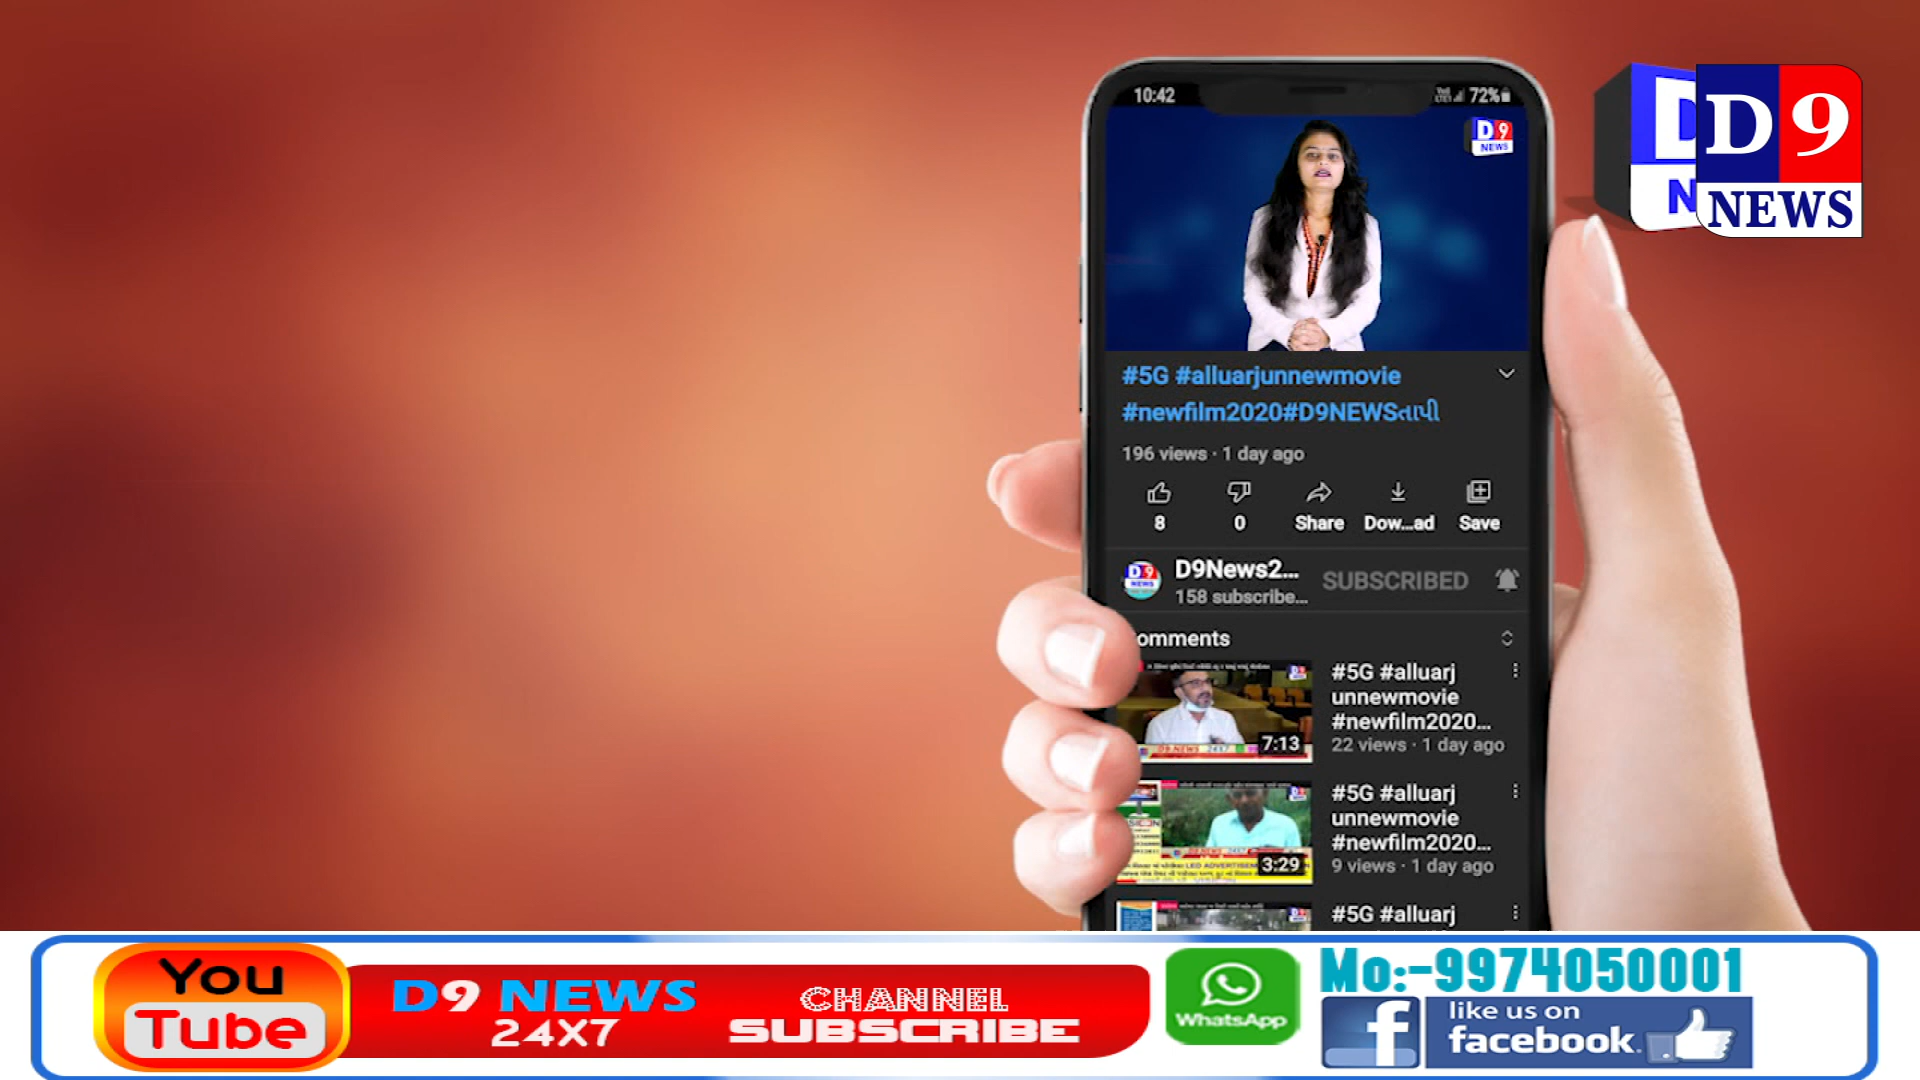 10:42
72%
D9
NEWS
D
N
D9
NEWS
#5G #alluarjunnewmovie
#newfilm2020#D9NEWSતાપી
196 views · 1 day ago
8 0 Share Dow...ad Save
D9 NEWS
D9News2...
158 subscribe...
SUBSCRIBED
omments
#5G #alluarj
unnewmovie
#newfilm2020...
22 views · 1 day ago
7:13
#5G #alluarj
unnewmovie
#newfilm2020...
9 views · 1 day ago
3:29
#5G #alluarj
You
Tube
D9 NEWS
24X7
CHANNEL
SUBSCRIBE
WhatsApp
Mo:-9974050001
f
like us on
facebook.